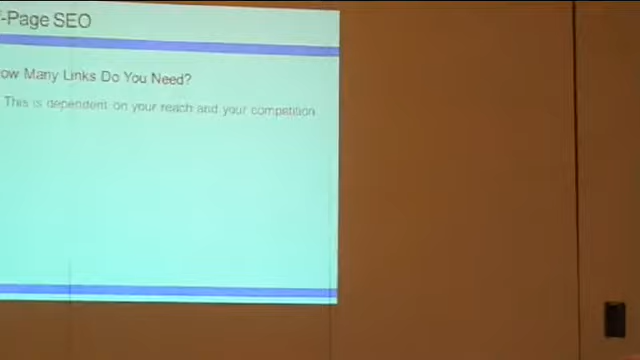 -Page SEO
ow Many Links Do You Need?
This is dependent on your reach and your competition